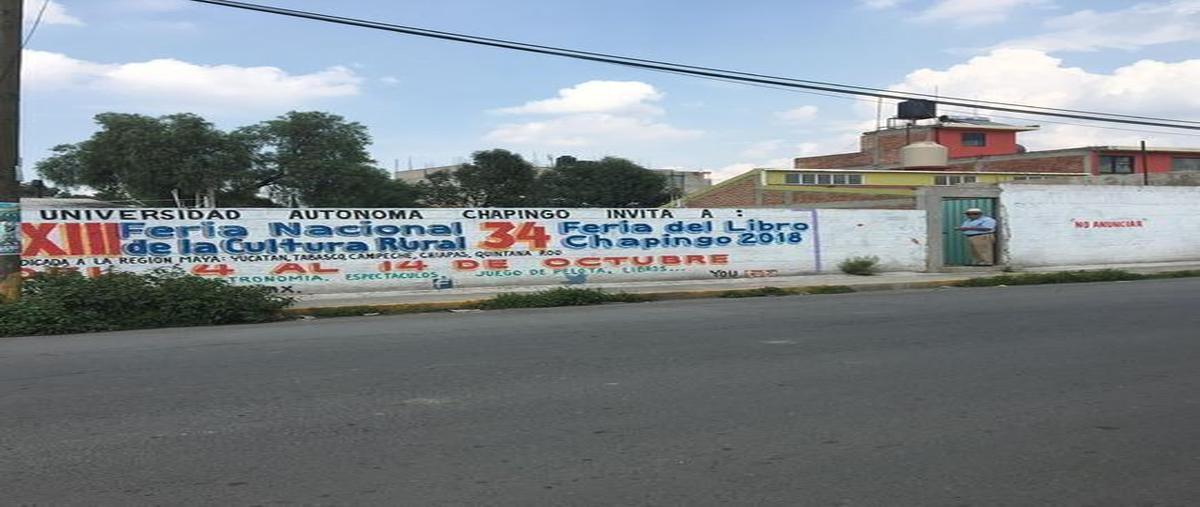 UNIVERSIDAD AUTONOMA CHAPINGO INVITA A :
XIII Feria Nacional de la Cultura Rural
34 Feria del Libro Chapingo 2018
DICADA A LA REGION MAYA: YUCATAN, TABASCO, CAMPECHE, CHIAPAS, QUINTANA ROO
4 AL 14 DE OCTUBRE
TRONOMIA. ESPECTACULOS. JUEGO DE PELOTA, LIBROS...
YOU
"NO ANUNCIAR"